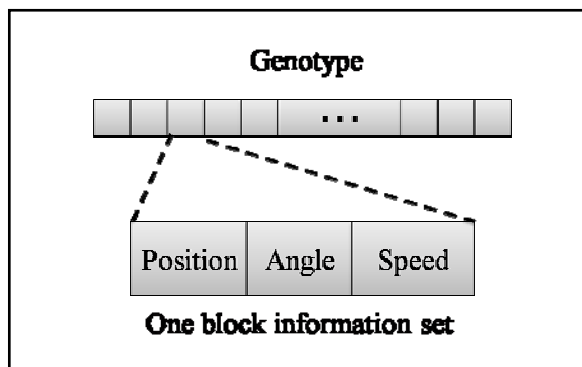 Genotype
...
Position Angle Speed
One block information set